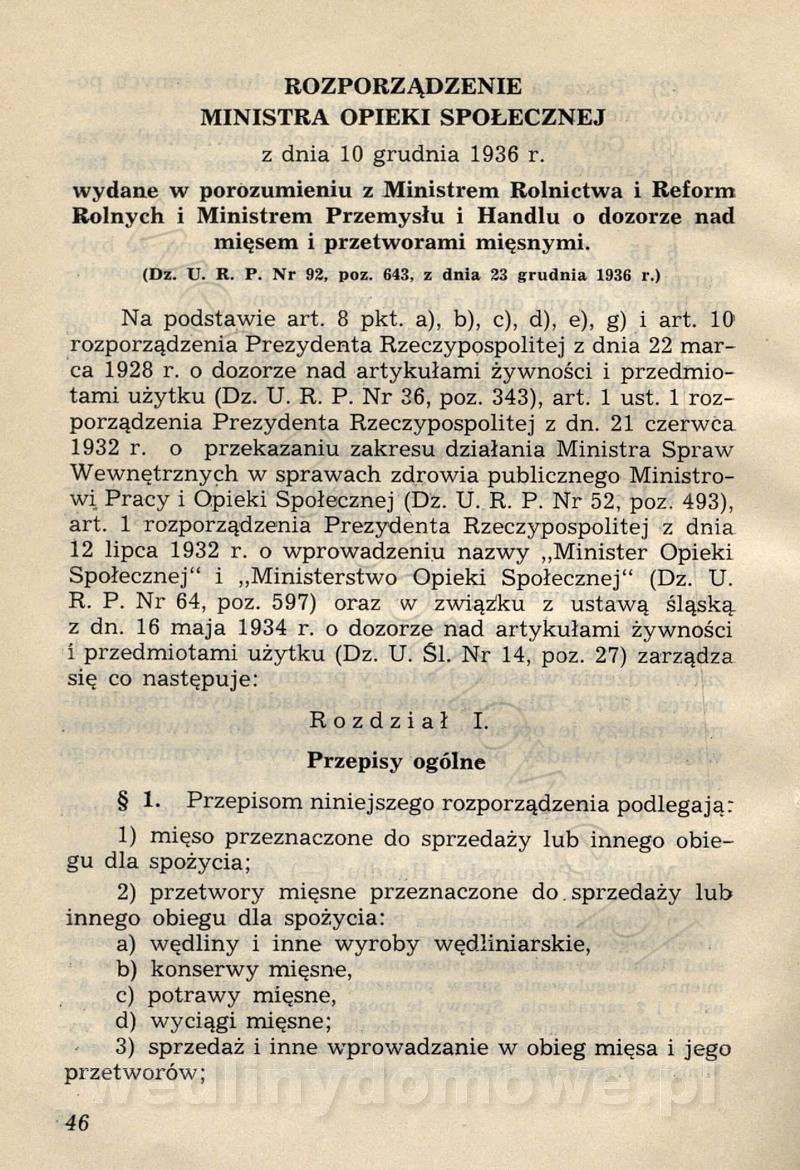 ROZPORZĄDZENIE
MINISTRA OPIEKI SPOŁECZNEJ
z dnia 10 grudnia 1936 r.
wydane w porozumieniu z Ministrem Rolnictwa i Reform
Rolnych i Ministrem Przemysłu i Handlu o dozorze nad
mięsem i przetworami mięsnymi.
(Dz. U. R. P. Nr 92, poz. 643, z dnia 23 grudnia 1936 r.)
Na podstawie art. 8 pkt. a), b), c), d), e), g) i art. 10
rozporządzenia Prezydenta Rzeczypospolitej z dnia 22 mar-
ca 1928 r. o dozorze nad artykułami żywności i przedmio-
tami użytku (Dz. U. R. P. Nr 36, poz. 343), art. 1 ust. 1 roz-
porządzenia Prezydenta Rzeczypospolitej z dn. 21 czerwca
1932 r. o przekazaniu zakresu działania Ministra Spraw
Wewnętrznych w sprawach zdrowia publicznego Ministro-
wi Pracy i Opieki Społecznej (Dz. U. R. P. Nr 52, poz. 493),
art. 1 rozporządzenia Prezydenta Rzeczypospolitej z dnia
12 lipca 1932 r. o wprowadzeniu nazwy „Minister Opieki
Społecznej“ i „Ministerstwo Opieki Społecznej“ (Dz. U.
R. P. Nr 64, poz. 597) oraz w związku z ustawą śląską
z dn. 16 maja 1934 r. o dozorze nad artykułami żywności
i przedmiotami użytku (Dz. U. Śl. Nr 14, poz. 27) zarządza
się co następuje:
Rozdział I.
Przepisy ogólne
§ 1. Przepisom niniejszego rozporządzenia podlegają:
1) mięso przeznaczone do sprzedaży lub innego obie-
gu dla spożycia;
2) przetwory mięsne przeznaczone do sprzedaży lub
innego obiegu dla spożycia:
a) wędliny i inne wyroby wędliniarskie,
b) konserwy mięsne,
c) potrawy mięsne,
d) wyciągi mięsne;
3) sprzedaż i inne wprowadzanie w obieg mięsa i jego
przetworów;
wedlinydomowe.pl
46